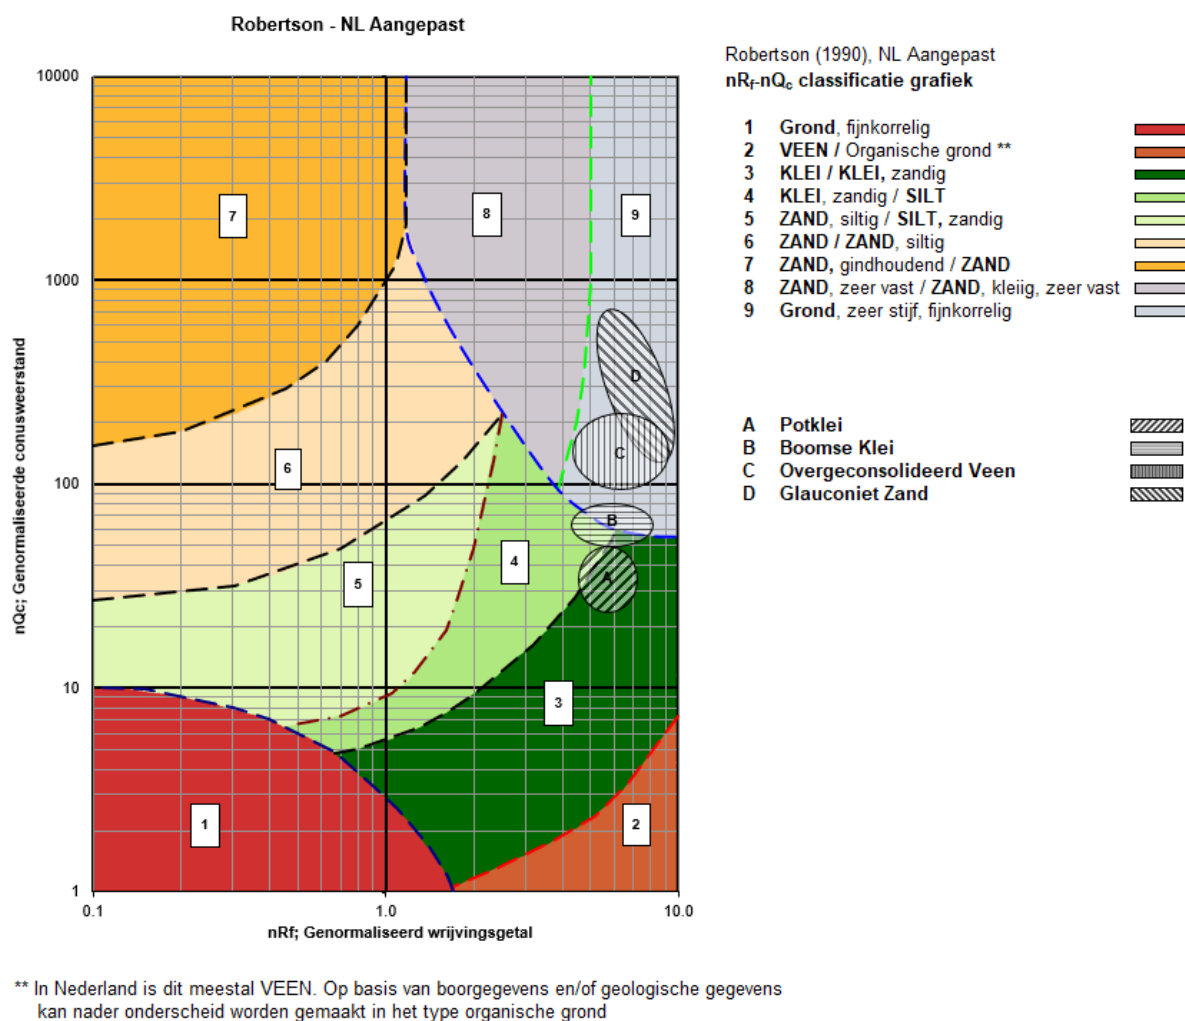 Robertson - NL Aangepast
Robertson (1990), NL Aangepast
nRf-nQc classificatie grafiek
1 Grond, fijnkorrelig
2 VEEN / Organische grond **
3 KLEI / KLEI, zandig
4 KLEI, zandig / SILT
5 ZAND, siltig / SILT, zandig
6 ZAND / ZAND, siltig
7 ZAND, gindhoudend / ZAND
8 ZAND, zeer vast / ZAND, kleiig, zeer vast
9 Grond, zeer stijf, fijnkorrelig
A Potklei
B Boomse Klei
C Overgeconsolideerd Veen
D Glauconiet Zand
nQc; Genormaliseerde conusweerstand
10000
1000
100
10
1
7
8
9
D
C
6
B
4
A
5
3
1
2
0.1 1.0 10.0
nRf; Genormaliseerd wrijvingsgetal
** In Nederland is dit meestal VEEN. Op basis van boorgegevens en/of geologische gegevens
kan nader onderscheid worden gemaakt in het type organische grond